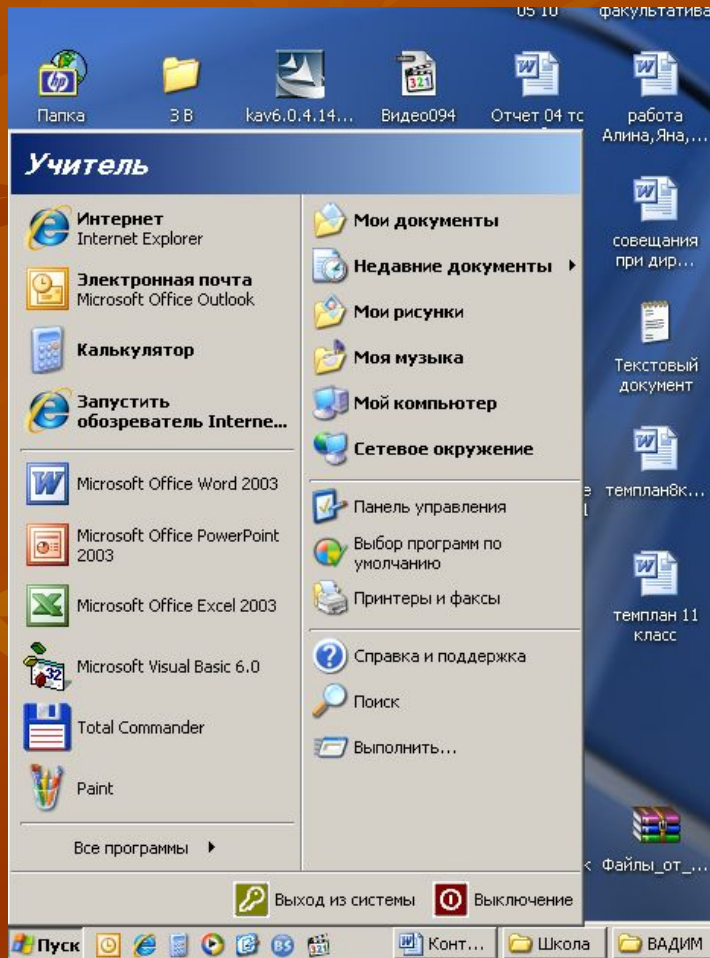 05 10
факультатива
Папка
3 В
kav6.0.4.14...
Видео094
Отчет 04 тс
работа
Алина,Яна,...
Учитель
Интернет
Internet Explorer
Электронная почта
Microsoft Office Outlook
Калькулятор
Запустить
обозреватель Interne...
Microsoft Office Word 2003
Microsoft Office PowerPoint
2003
Microsoft Office Excel 2003
Microsoft Visual Basic 6.0
Total Commander
Paint
Все программы
Мои документы
Недавние документы
Мои рисунки
Моя музыка
Мой компьютер
Сетевое окружение
Панель управления
Выбор программ по
умолчанию
Принтеры и факсы
Справка и поддержка
Поиск
Выполнить...
Выход из системы
Выключение
совещания
при дир...
Текстовый
документ
темплан8к...
темплан 11
класс
Файлы_от_...
Пуск
Конт...
Школа
ВАДИМ